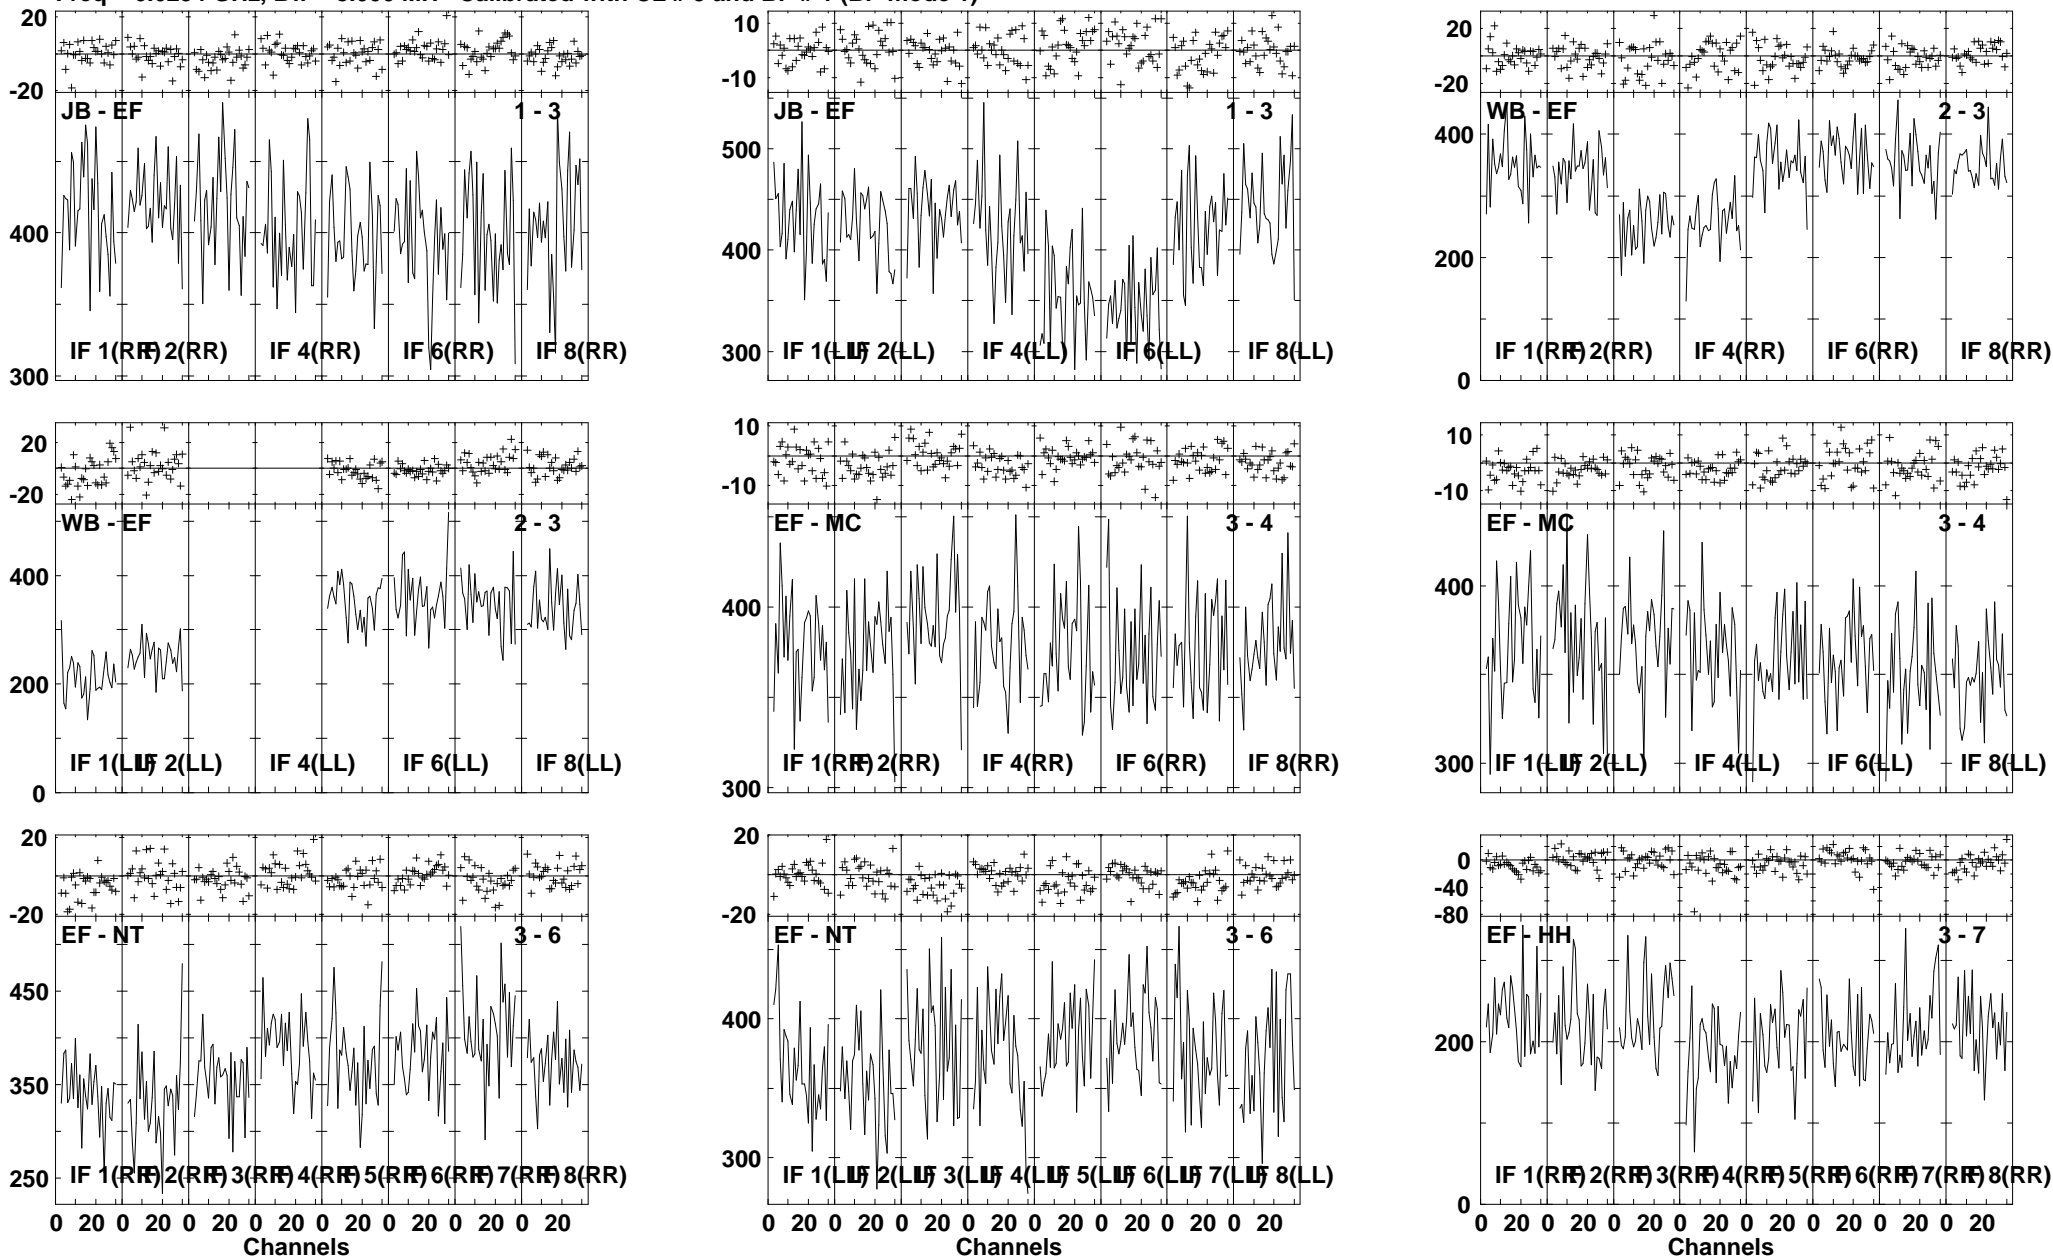 20
0
-20
JB - EF 1 - 3
400
300
IF 1(RR) IF 2(RR) IF 4(RR) IF 6(RR) IF 8(RR)
10
0
-10
JB - EF 1 - 3
500
400
300
IF 1(LL) IF 2(LL) IF 4(LL) IF 6(LL) IF 8(LL)
20
0
-20
WB - EF 2 - 3
400
200
0
IF 1(RR) IF 2(RR) IF 4(RR) IF 6(RR) IF 8(RR)
20
0
-20
WB - EF 2 - 3
400
200
0
IF 1(LL) IF 2(LL) IF 4(LL) IF 6(LL) IF 8(LL)
10
0
-10
EF - MC 3 - 4
400
300
IF 1(RR) IF 2(RR) IF 4(RR) IF 6(RR) IF 8(RR)
10
0
-10
EF - MC 3 - 4
400
300
IF 1(LL) IF 2(LL) IF 4(LL) IF 6(LL) IF 8(LL)
20
0
-20
EF - NT 3 - 6
450
350
250
IF 1(RR) IF 2(RR) IF 3(RR) IF 4(RR) IF 5(RR) IF 6(RR) IF 7(RR) IF 8(RR)
0 20 0 20 0 20 0 20 0 20 0 20 0 20 0 20
Channels
20
0
-20
EF - NT 3 - 6
400
300
IF 1(LL) IF 2(LL) IF 3(LL) IF 4(LL) IF 5(LL) IF 6(LL) IF 7(LL) IF 8(LL)
0 20 0 20 0 20 0 20 0 20 0 20 0 20 0 20
Channels
0
-40
-80
EF - HH 3 - 7
200
0
IF 1(RR) IF 2(RR) IF 3(RR) IF 4(RR) IF 5(RR) IF 6(RR) IF 7(RR) IF 8(RR)
0 20 0 20 0 20 0 20 0 20 0 20 0 20 0 20
Channels